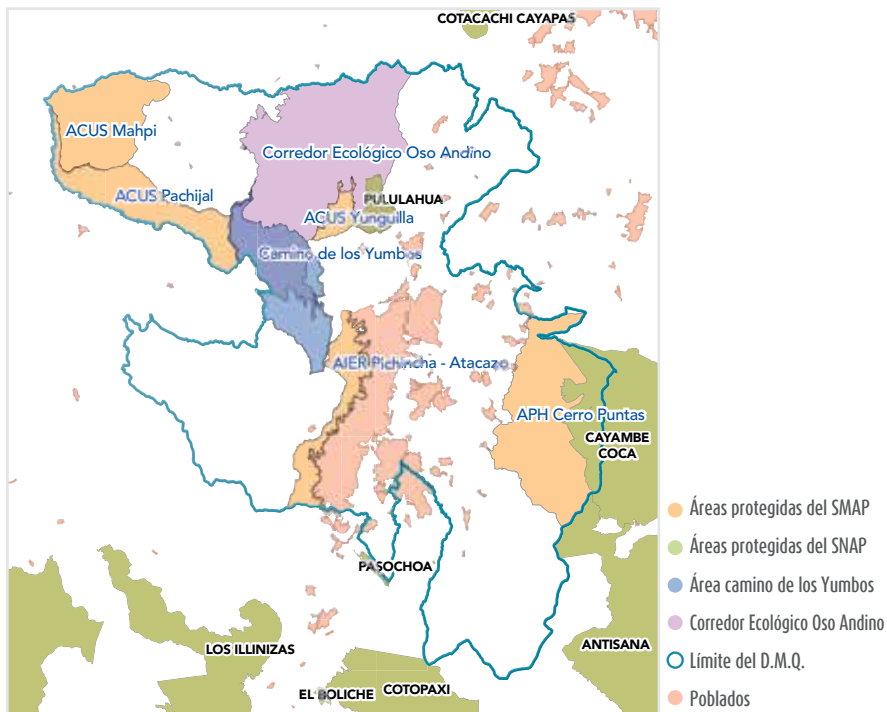 COTACACHI CAYAPAS
ACUS Mahpi
Corredor Ecológico Oso Andino
ACUS Pachijal
PULULAHUA
ACUS Yunguilla
Camino de los Yumbos
AIER Pichincha - Atacazo
APH Cerro Puntas
CAYAMBE
COCA
PASOCHOA
LOS ILLINIZAS
ANTISANA
EL BOLICHE
COTOPAXI
Áreas protegidas del SMAP
Áreas protegidas del SNAP
Área camino de los Yumbos
Corredor Ecológico Oso Andino
Límite del D.M.Q.
Poblados